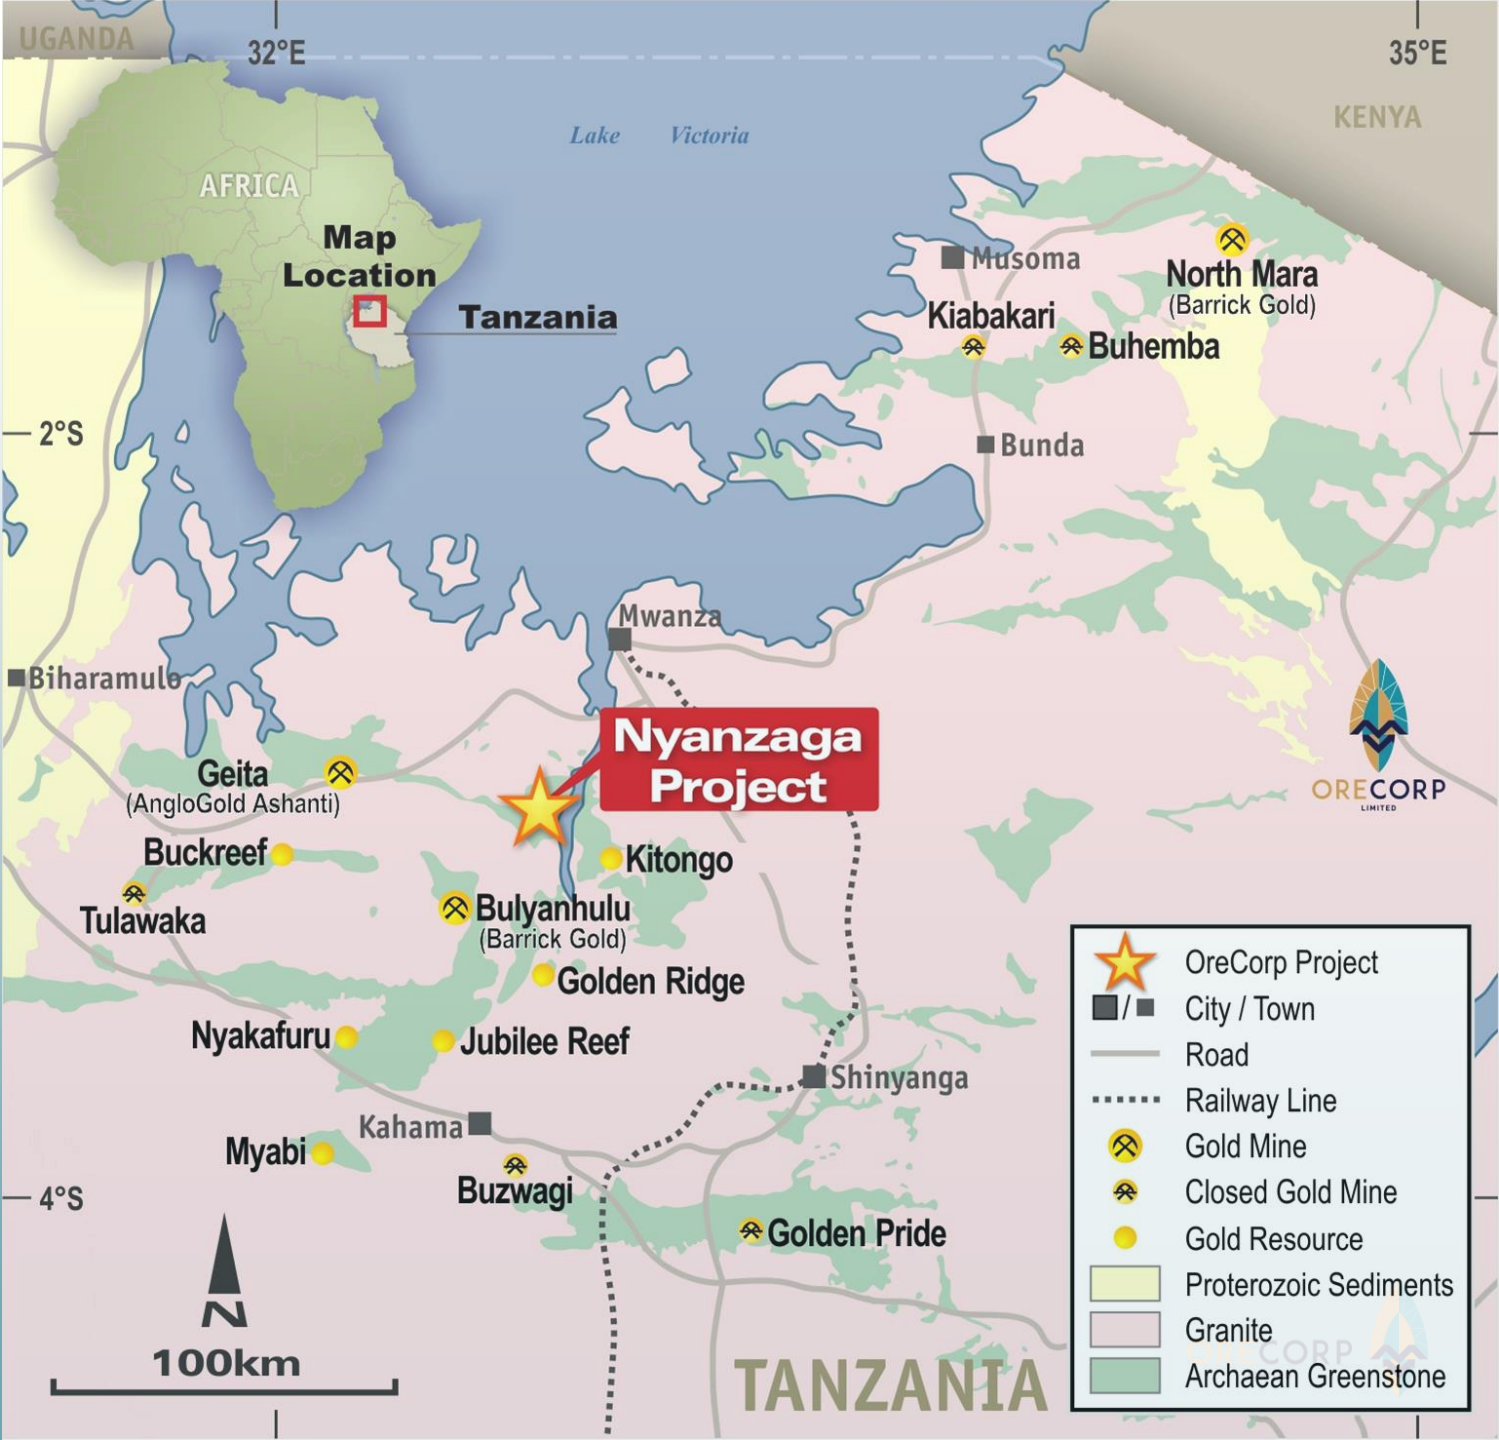 UGANDA
32°E
35°E
KENYA
Lake Victoria
AFRICA
Map
Location
Tanzania
Musoma
North Mara
(Barrick Gold)
Kiabakari
Buhemba
2°S
Bunda
Mwanza
Biharamulo
Nyanzaga
Project
ORECORP
LIMITED
Geita
(AngloGold Ashanti)
Buckreef
Kitongo
Tulawaka
Bulyanhulu
(Barrick Gold)
Golden Ridge
Nyakafuru
Jubilee Reef
Shinyanga
Kahama
Myabi
Buzwagi
4°S
Golden Pride
N
100km
TANZANIA
OreCorp Project
/ City / Town
Road
Railway Line
Gold Mine
Closed Gold Mine
Gold Resource
Proterozoic Sediments
Granite
ORECORP
Archaean Greenstone